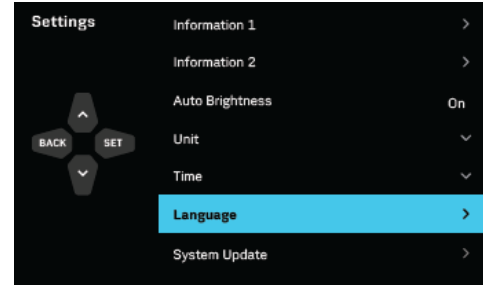 Settings
Information 1
Information 2
Auto Brightness On
BACK SET
Unit
Time
Language
System Update